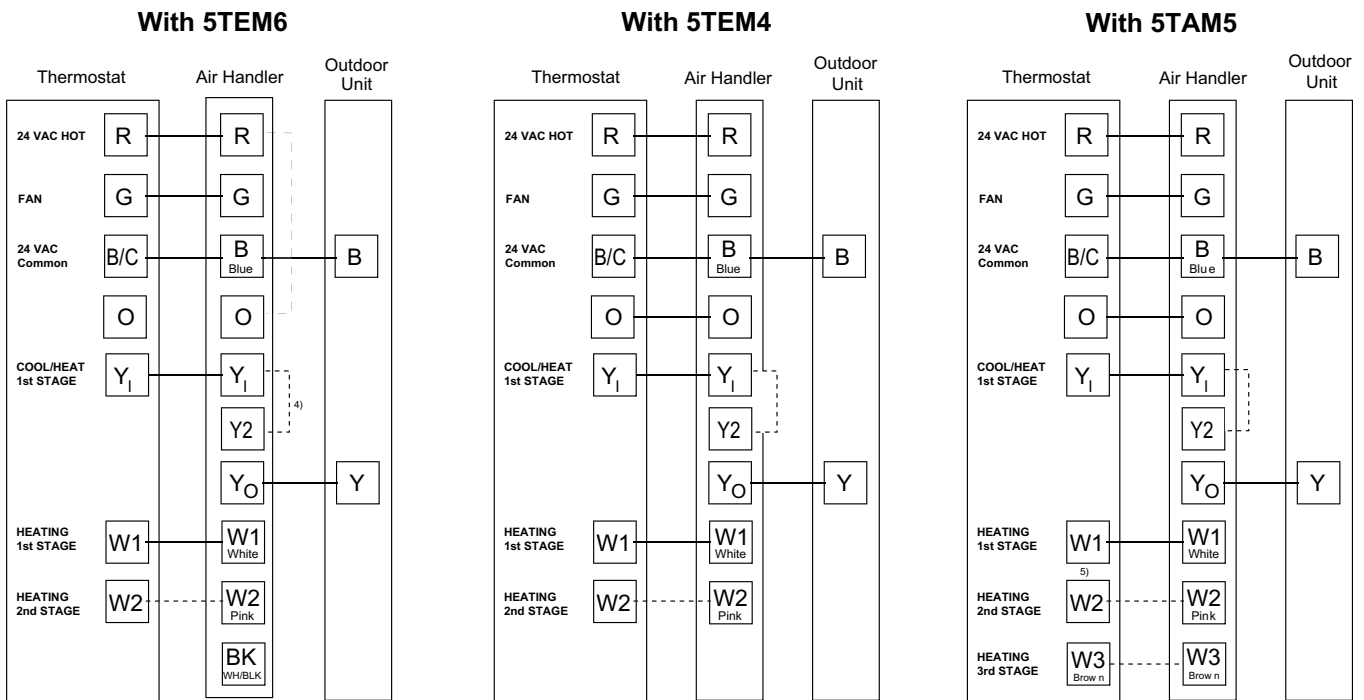 With 5TEM6
Thermostat
Air Handler
Outdoor
Unit
24 VAC HOT
R
R
FAN
G
G
24 VAC
Common
B/C
B
Blue
B
O
O
COOL/HEAT
1st STAGE
YI
YI
4)
Y2
YO
Y
HEATING
1st STAGE
W1
W1
White
HEATING
2nd STAGE
W2
W2
Pink
BK
WH/BLK
With 5TEM4
Thermostat
Air Handler
Outdoor
Unit
24 VAC HOT
R
R
FAN
G
G
24 VAC
Common
B/C
B
Blue
B
O
O
COOL/HEAT
1st STAGE
YI
YI
Y2
YO
Y
HEATING
1st STAGE
W1
W1
White
HEATING
2nd STAGE
W2
W2
Pink
With 5TAM5
Thermostat
Air Handler
Outdoor
Unit
24 VAC HOT
R
R
FAN
G
G
24 VAC
Common
B/C
B
Blue
B
O
O
COOL/HEAT
1st STAGE
YI
YI
Y2
YO
Y
HEATING
1st STAGE
W1
W1
White
5)
HEATING
2nd STAGE
W2
W2
Pink
HEATING
3rd STAGE
W3
Brown
W3
Brown